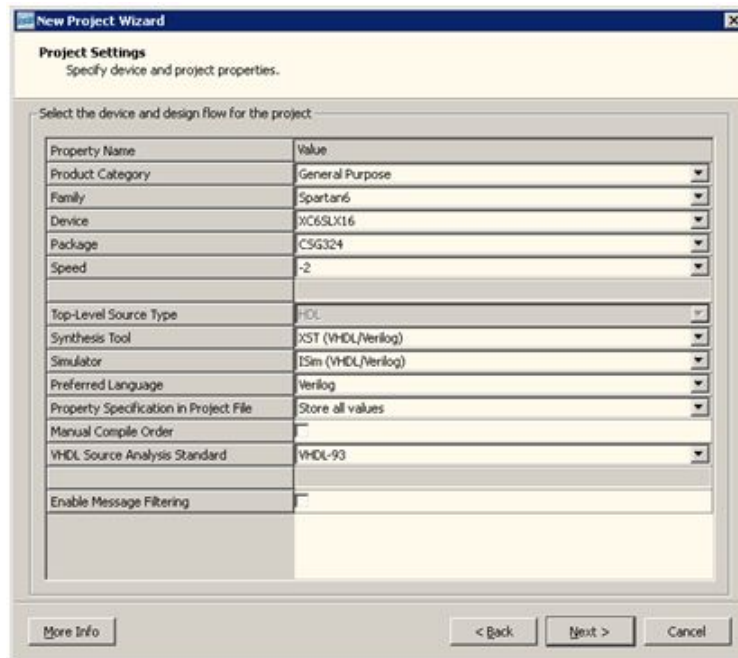 New Project Wizard
Project Settings
Specify device and project properties.
Select the device and design flow for the project
Property Name Value
Product Category General Purpose
Family Spartan6
Device XC6SLX16
Package CSG324
Speed -2
Top-Level Source Type HDL
Synthesis Tool XST (VHDL/Verilog)
Simulator ISim (VHDL/Verilog)
Preferred Language Verilog
Property Specification in Project File Store all values
Manual Compile Order
VHDL Source Analysis Standard VHDL-93
Enable Message Filtering
More Info < Back Next > Cancel